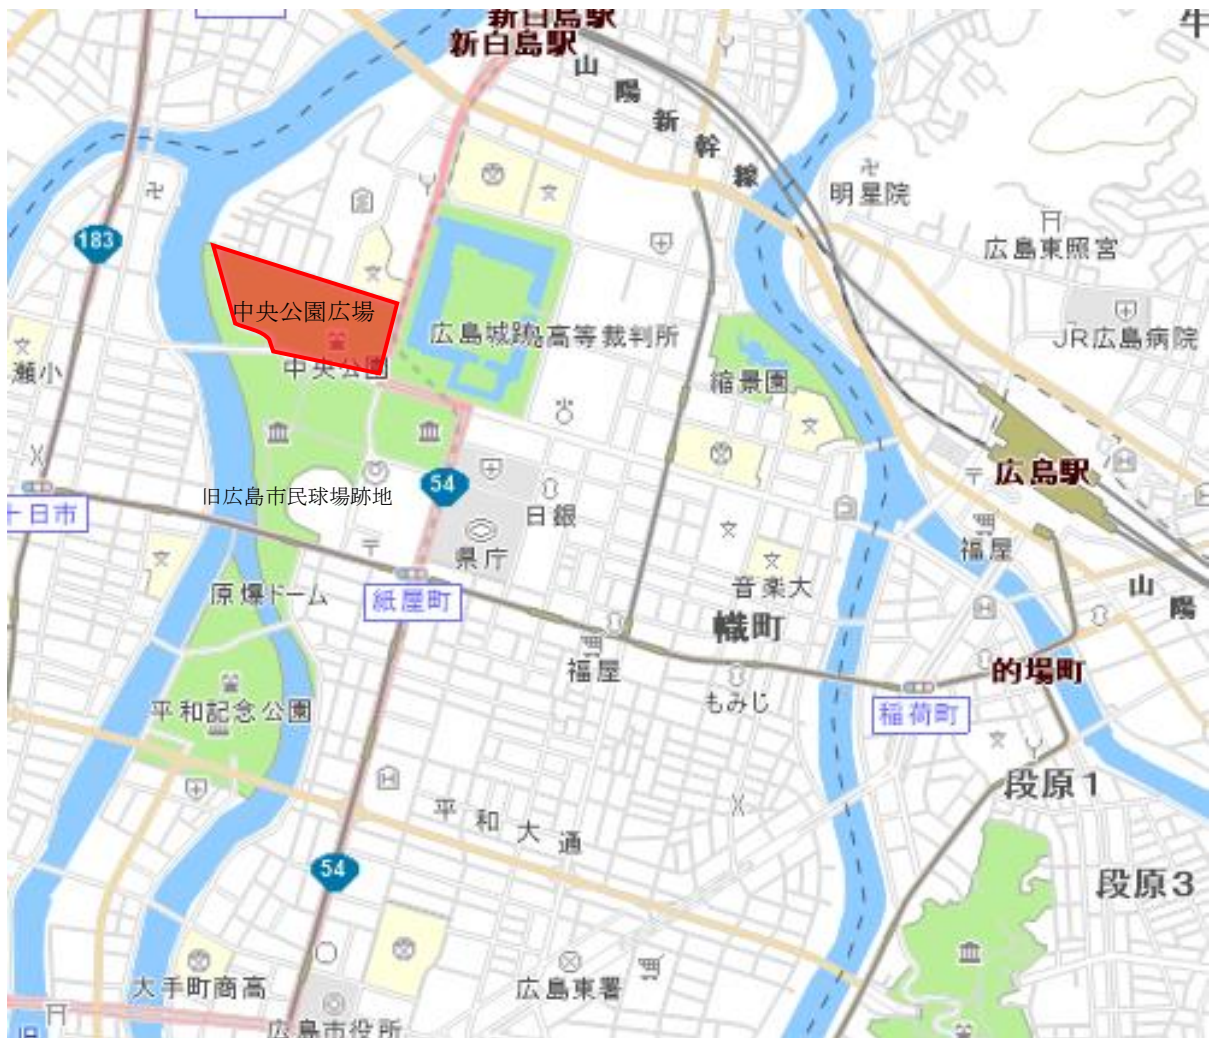 新白島駅
新白島駅
山陽新幹線
183
明星院
広島東照宮
中央公園広場
広島城跡
高等裁判所
JR広島病院
瀬小
中央公園
縮景園
広島駅
54
旧広島市民球場跡地
十日市
日銀
県庁
福屋
原爆ドーム
紙屋町
音楽大
山陽
幟町
福屋
的場町
もみじ
稲荷町
平和記念公園
段原1
平和大通
54
段原3
大手町商高
広島東署
広島市役所
旧